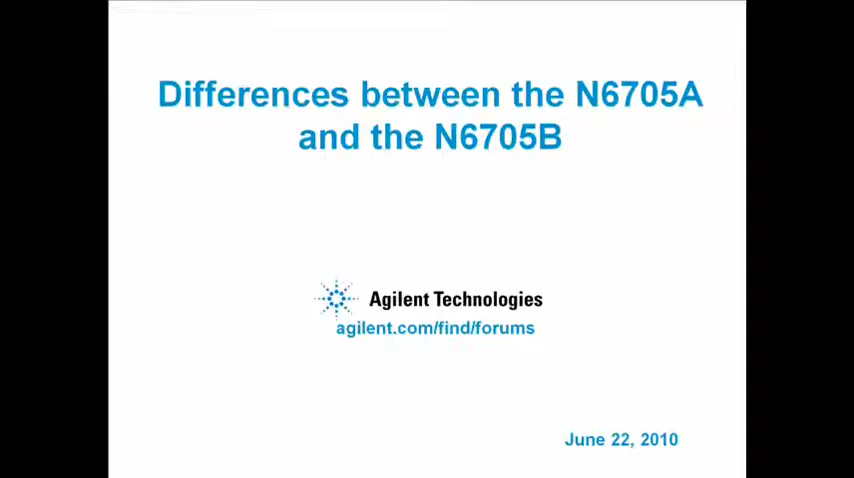 Differences between the N6705A
and the N6705B
Agilent Technologies
agilent.com/find/forums
June 22, 2010